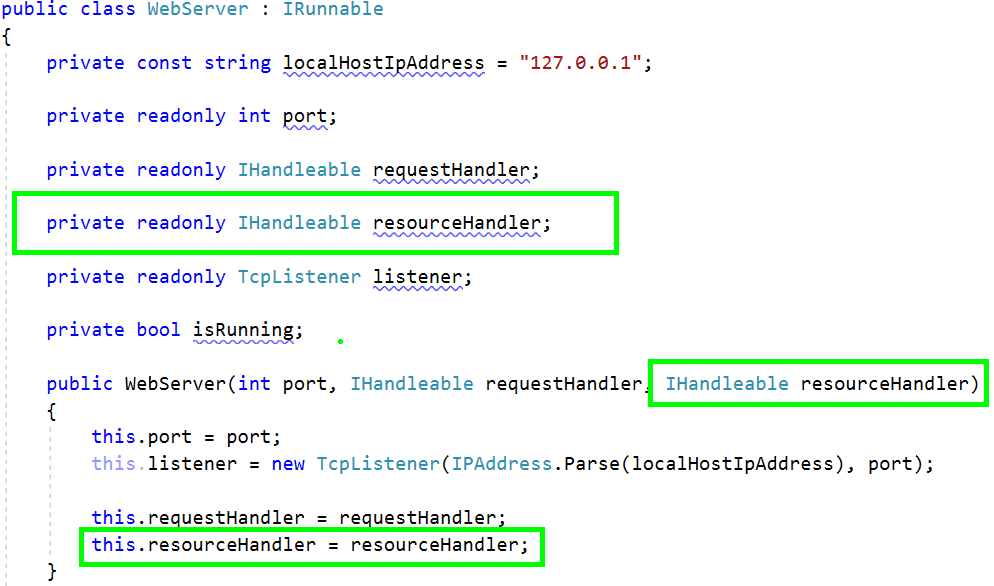 public class WebServer : IRunnable
{
private const string localHostIpAddress = "127.0.0.1";
private readonly int port;
private readonly IHandleable requestHandler;
private readonly IHandleable resourceHandler;
private readonly TcpListener listener;
private bool isRunning;
public WebServer(int port, IHandleable requestHandler, IHandleable resourceHandler)
{
this.port = port;
this.listener = new TcpListener(IPAddress.Parse(localHostIpAddress), port);
this.requestHandler = requestHandler;
this.resourceHandler = resourceHandler;
}